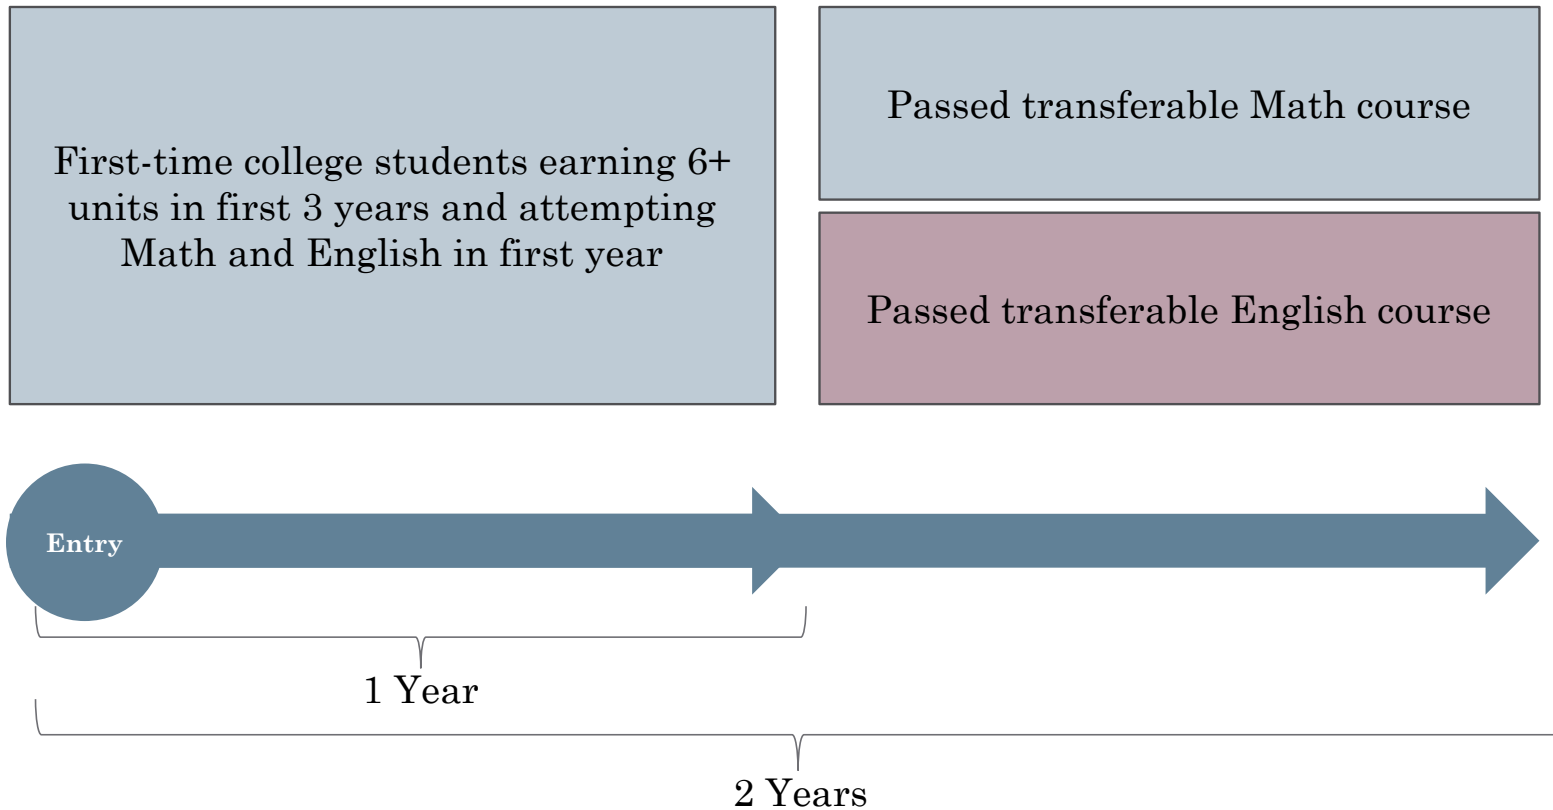 First-time college students earning 6+
units in first 3 years and attempting
Math and English in first year
Passed transferable Math course
Passed transferable English course
Entry
1 Year
2 Years